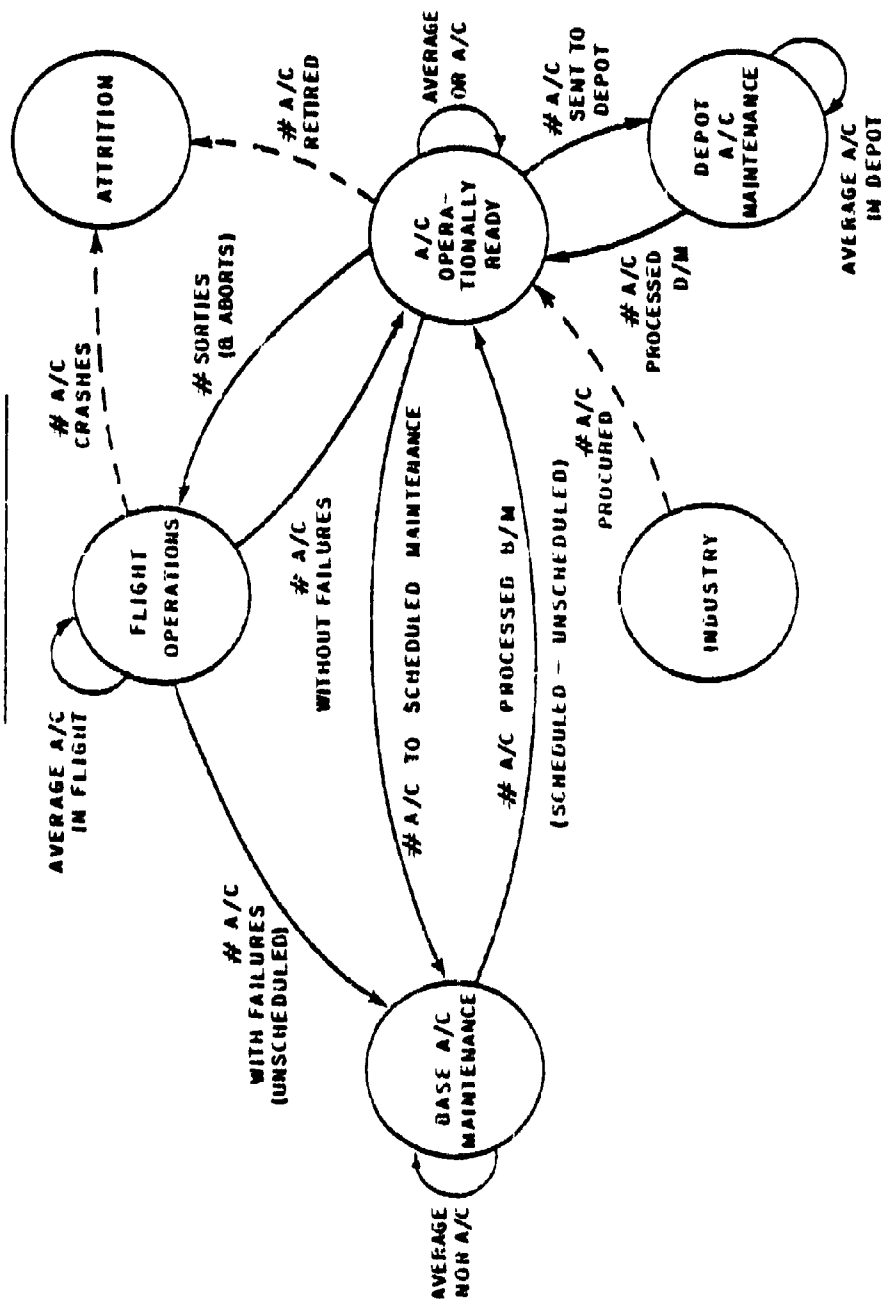 AVERAGE A/C
IN FLIGHT
FLIGHT
OPERATIONS
# A/C
CRASHES
ATTRITION
# A/C
RETIRED
# SORTIES
(& ABORTS)
# A/C
WITH FAILURES
(UNSCHEDULED)
# A/C
WITHOUT FAILURES
AVERAGE
OR A/C
A/C
OPERA-
TIONALLY
READY
# A/C TO SCHEDULED MAINTENANCE
AVERAGE
NOR A/C
BASE A/C
MAINTENANCE
# A/C PROCESSED B/M
(SCHEDULED - UNSCHEDULED)
# A/C
PROCURED
# A/C
SENT TO
DEPOT
# A/C
PROCESSED
D/M
INDUSTRY
DEPOT
A/C
MAINTENANCE
AVERAGE A/C
IN DEPOT